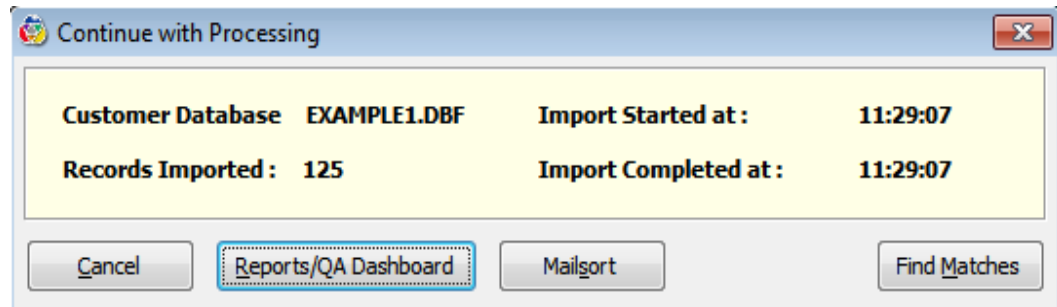 Continue with Processing
Customer Database EXAMPLE1.DBF Import Started at : 11:29:07
Records Imported : 125 Import Completed at : 11:29:07
Cancel Reports/QA Dashboard Mailsort Find Matches